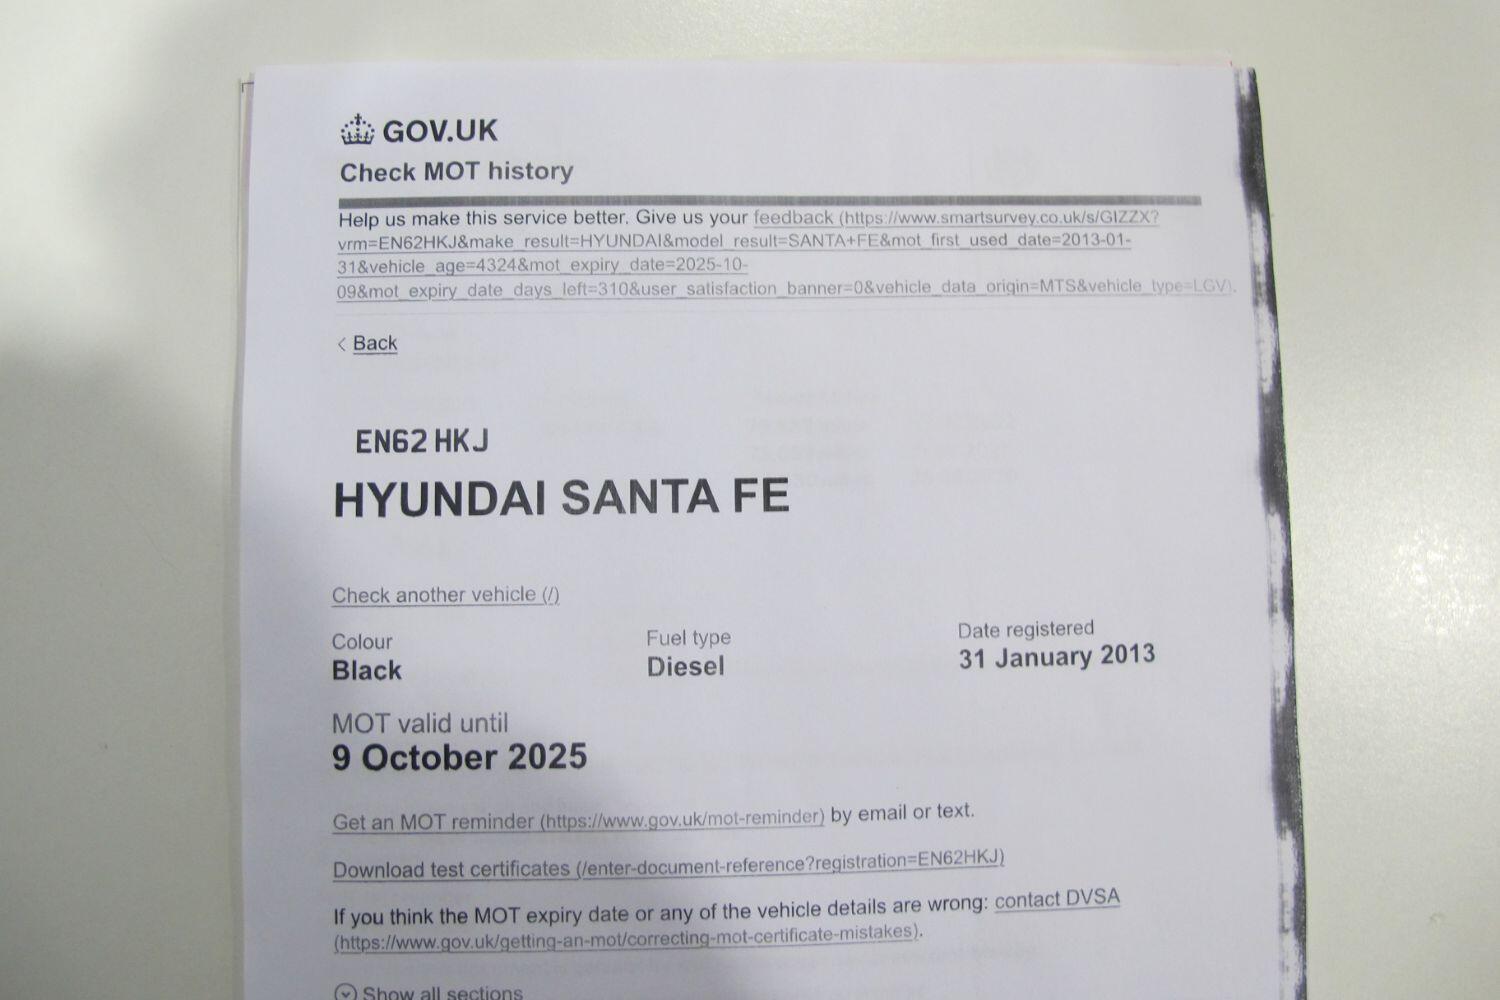 GOV.UK
Check MOT history
Help us make this service better. Give us your feedback (https://www.smartsurvey.co.uk/s/GIZZX?
vrm=EN62HKJ&make_result=HYUNDAI&model_result=SANTA+FE&mot_first_used_date=2013-01-
31&vehicle_age=4324&mot_expiry_date=2025-10-
09&mot_expiry_date_days_left=310&user_satisfaction_banner=0&vehicle_data_origin=MTS&vehicle_type=LGV).
< Back
EN62 HKJ
HYUNDAI SANTA FE
Check another vehicle (/)
Colour Fuel type Date registered
Black Diesel 31 January 2013
MOT valid until
9 October 2025
Get an MOT reminder (https://www.gov.uk/mot-reminder) by email or text.
Download test certificates (/enter-document-reference?registration=EN62HKJ)
If you think the MOT expiry date or any of the vehicle details are wrong: contact DVSA
(https://www.gov.uk/getting-an-mot/correcting-mot-certificate-mistakes).
Show all sections